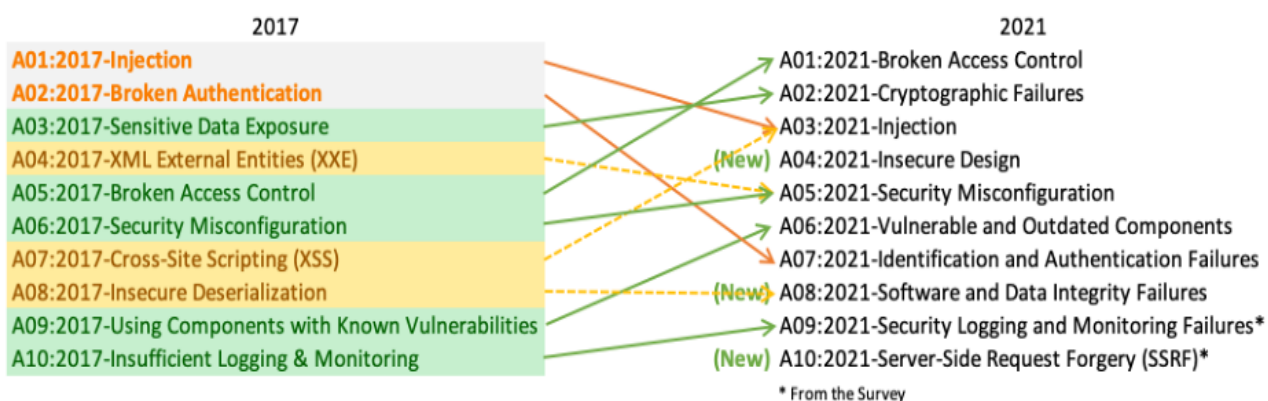 2017
A01:2017-Injection
A02:2017-Broken Authentication
A03:2017-Sensitive Data Exposure
A04:2017-XML External Entities (XXE)
A05:2017-Broken Access Control
A06:2017-Security Misconfiguration
A07:2017-Cross-Site Scripting (XSS)
A08:2017-Insecure Deserialization
A09:2017-Using Components with Known Vulnerabilities
A10:2017-Insufficient Logging & Monitoring
2021
A01:2021-Broken Access Control
A02:2021-Cryptographic Failures
A03:2021-Injection
(New) A04:2021-Insecure Design
A05:2021-Security Misconfiguration
A06:2021-Vulnerable and Outdated Components
A07:2021-Identification and Authentication Failures
(New) A08:2021-Software and Data Integrity Failures
A09:2021-Security Logging and Monitoring Failures*
(New) A10:2021-Server-Side Request Forgery (SSRF)*
* From the Survey